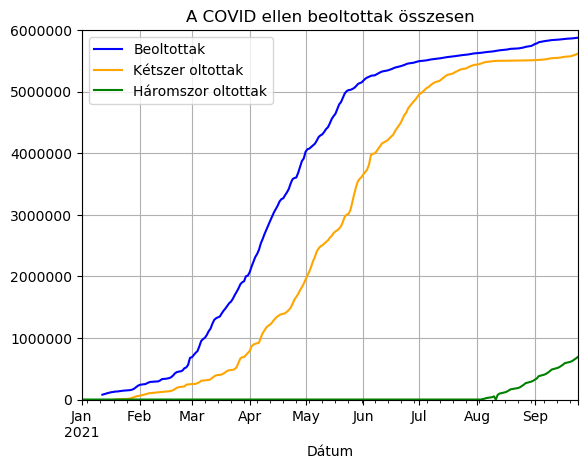 A COVID ellen beoltottak összesen
6000000
5000000
4000000
3000000
2000000
1000000
0
Beoltottak
Kétszer oltottak
Háromszor oltottak
Jan Feb Mar Apr May Jun Jul Aug Sep
2021
Dátum